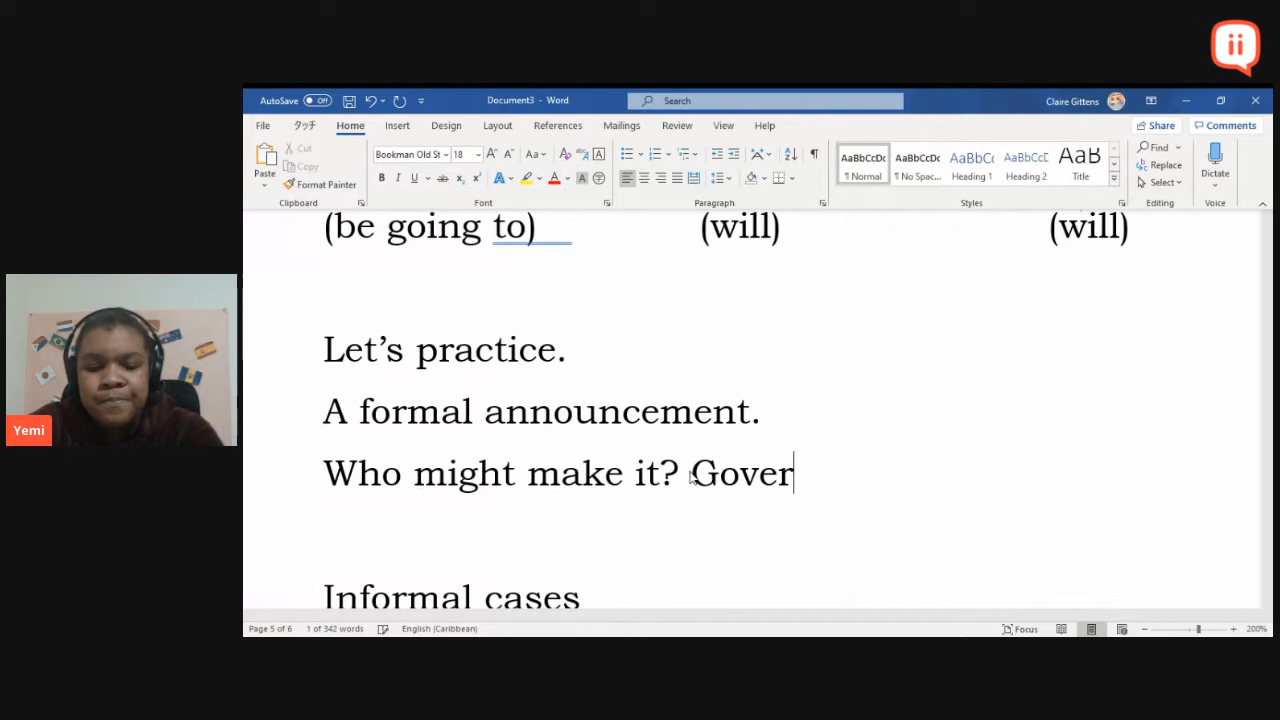 AutoSave Off Document3 - Word Search Claire Gittens
File タッチ Home Insert Design Layout References Mailings Review View Help Share Comments
Paste Cut Copy Format Painter
Bookman Old St 18 Aa
AaBbCcDc ¶ Normal AaBbCcDc ¶ No Spac... AaBbCc Heading 1 AaBbCcD Heading 2 AaB Title
Find Replace Select Dictate
Clipboard Font Paragraph Styles Editing Voice
(be going to) (will) (will)
Let's practice.
A formal announcement.
Who might make it? Gover
Informal cases
Yemi
Page 5 of 6 1 of 342 words English (Caribbean) Focus 200%